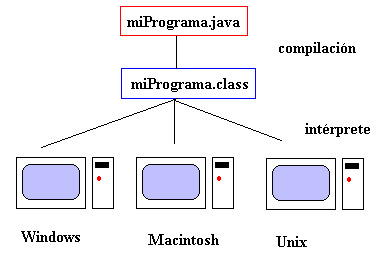 miPrograma.java
compilación
miPrograma.class
intérprete
Windows
Macintosh
Unix